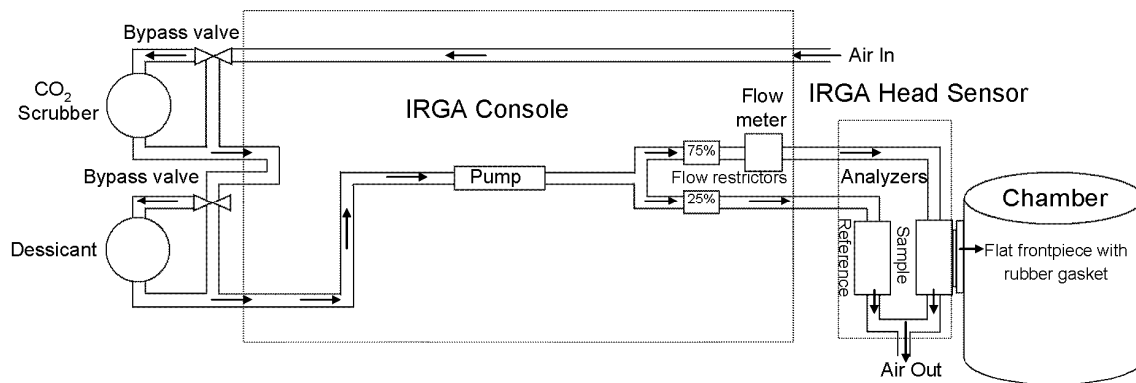 Bypass valve
Air In
CO2
Scrubber
IRGA Console
Flow
meter
IRGA Head Sensor
75%
Bypass valve
Pump
Flow restrictors
Analyzers
25%
Chamber
Dessicant
Reference
Sample
Flat frontpiece with
rubber gasket
Air Out